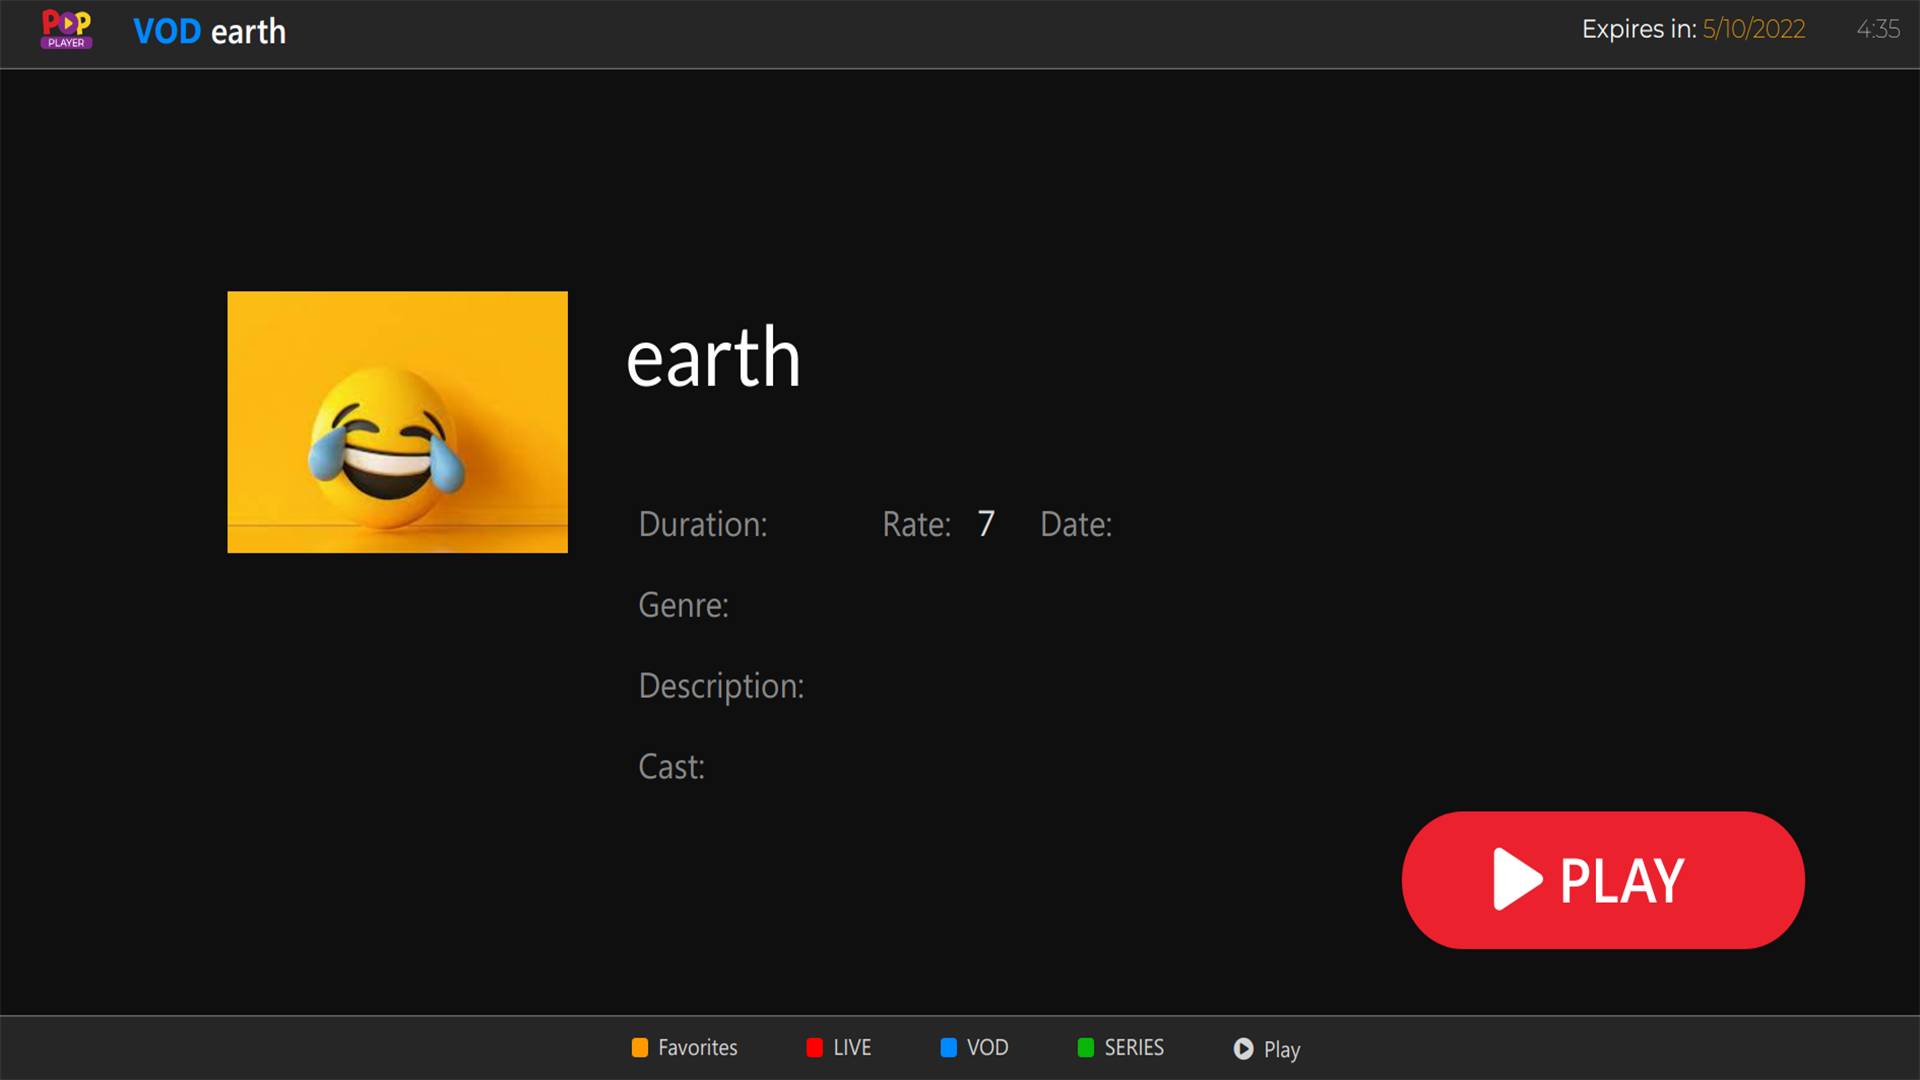 POP
PLAYER
VOD earth
Expires in: 5/10/2022
4:35
earth
Duration:
Rate: 7
Date:
Genre:
Description:
Cast:
PLAY
Favorites
LIVE
VOD
SERIES
Play